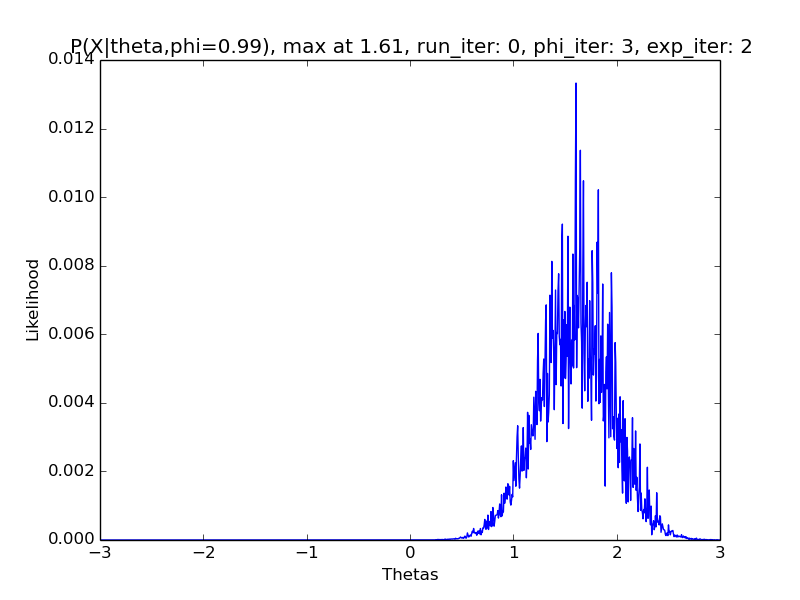 P(X|theta,phi=0.99), max at 1.61, run_iter: 0, phi_iter: 3, exp_iter: 2
0.014
0.012
0.010
0.008
0.006
0.004
0.002
0.000
Likelihood
−3 −2 −1 0 1 2 3
Thetas